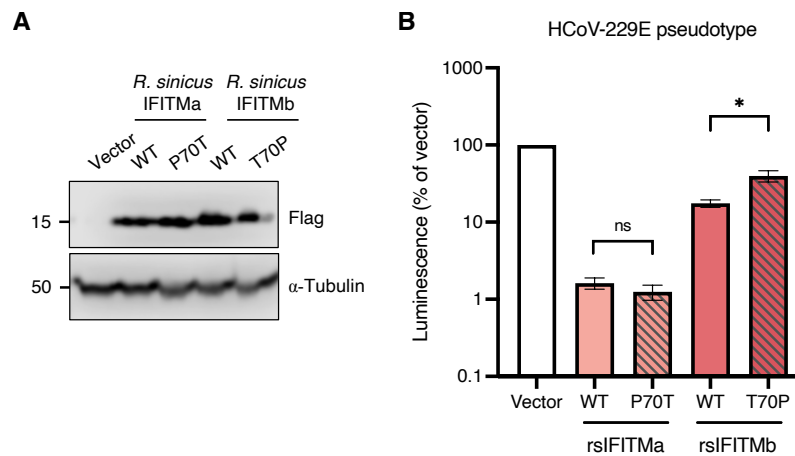 A
R. sinicus R. sinicus
IFITMa IFITMb
Vector WT P70T WT T70P
15 Flag
50 α-Tubulin
B
HCoV-229E pseudotype
Luminescence (% of vector)
1000
100
10
1
0.1
ns
*
Vector WT P70T WT T70P
rsIFITMa rsIFITMb